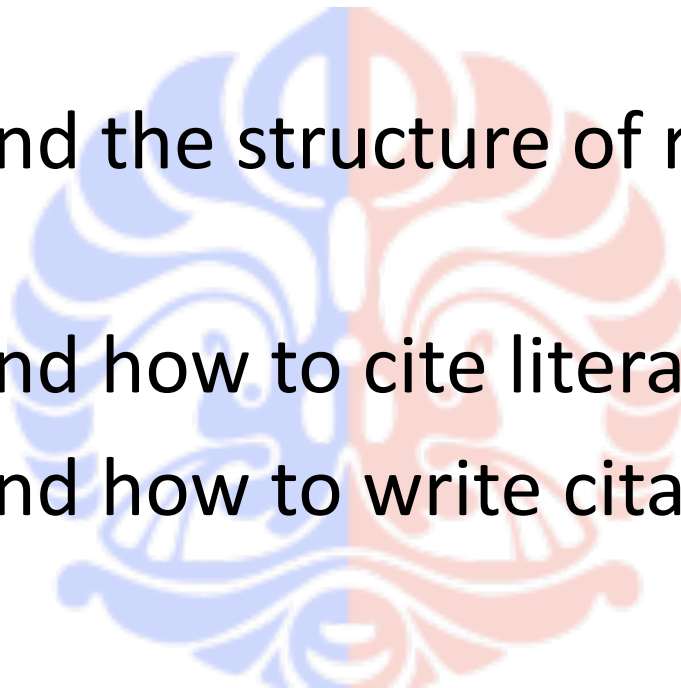 nd the structure of r
nd how to cite litera
nd how to write cita